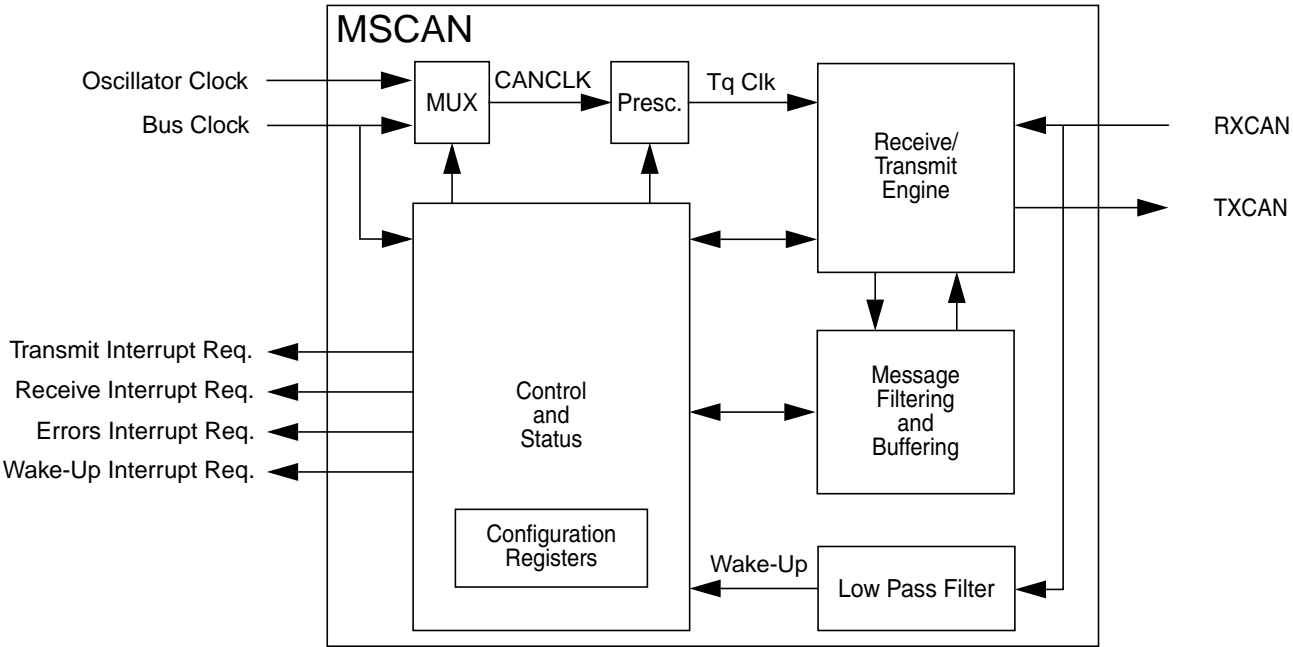 MSCAN
Oscillator Clock
MUX
CANCLK
Presc.
Tq Clk
Bus Clock
Receive/
Transmit
Engine
RXCAN
TXCAN
Transmit Interrupt Req.
Receive Interrupt Req.
Errors Interrupt Req.
Wake-Up Interrupt Req.
Control
and
Status
Message
Filtering
and
Buffering
Configuration
Registers
Wake-Up
Low Pass Filter